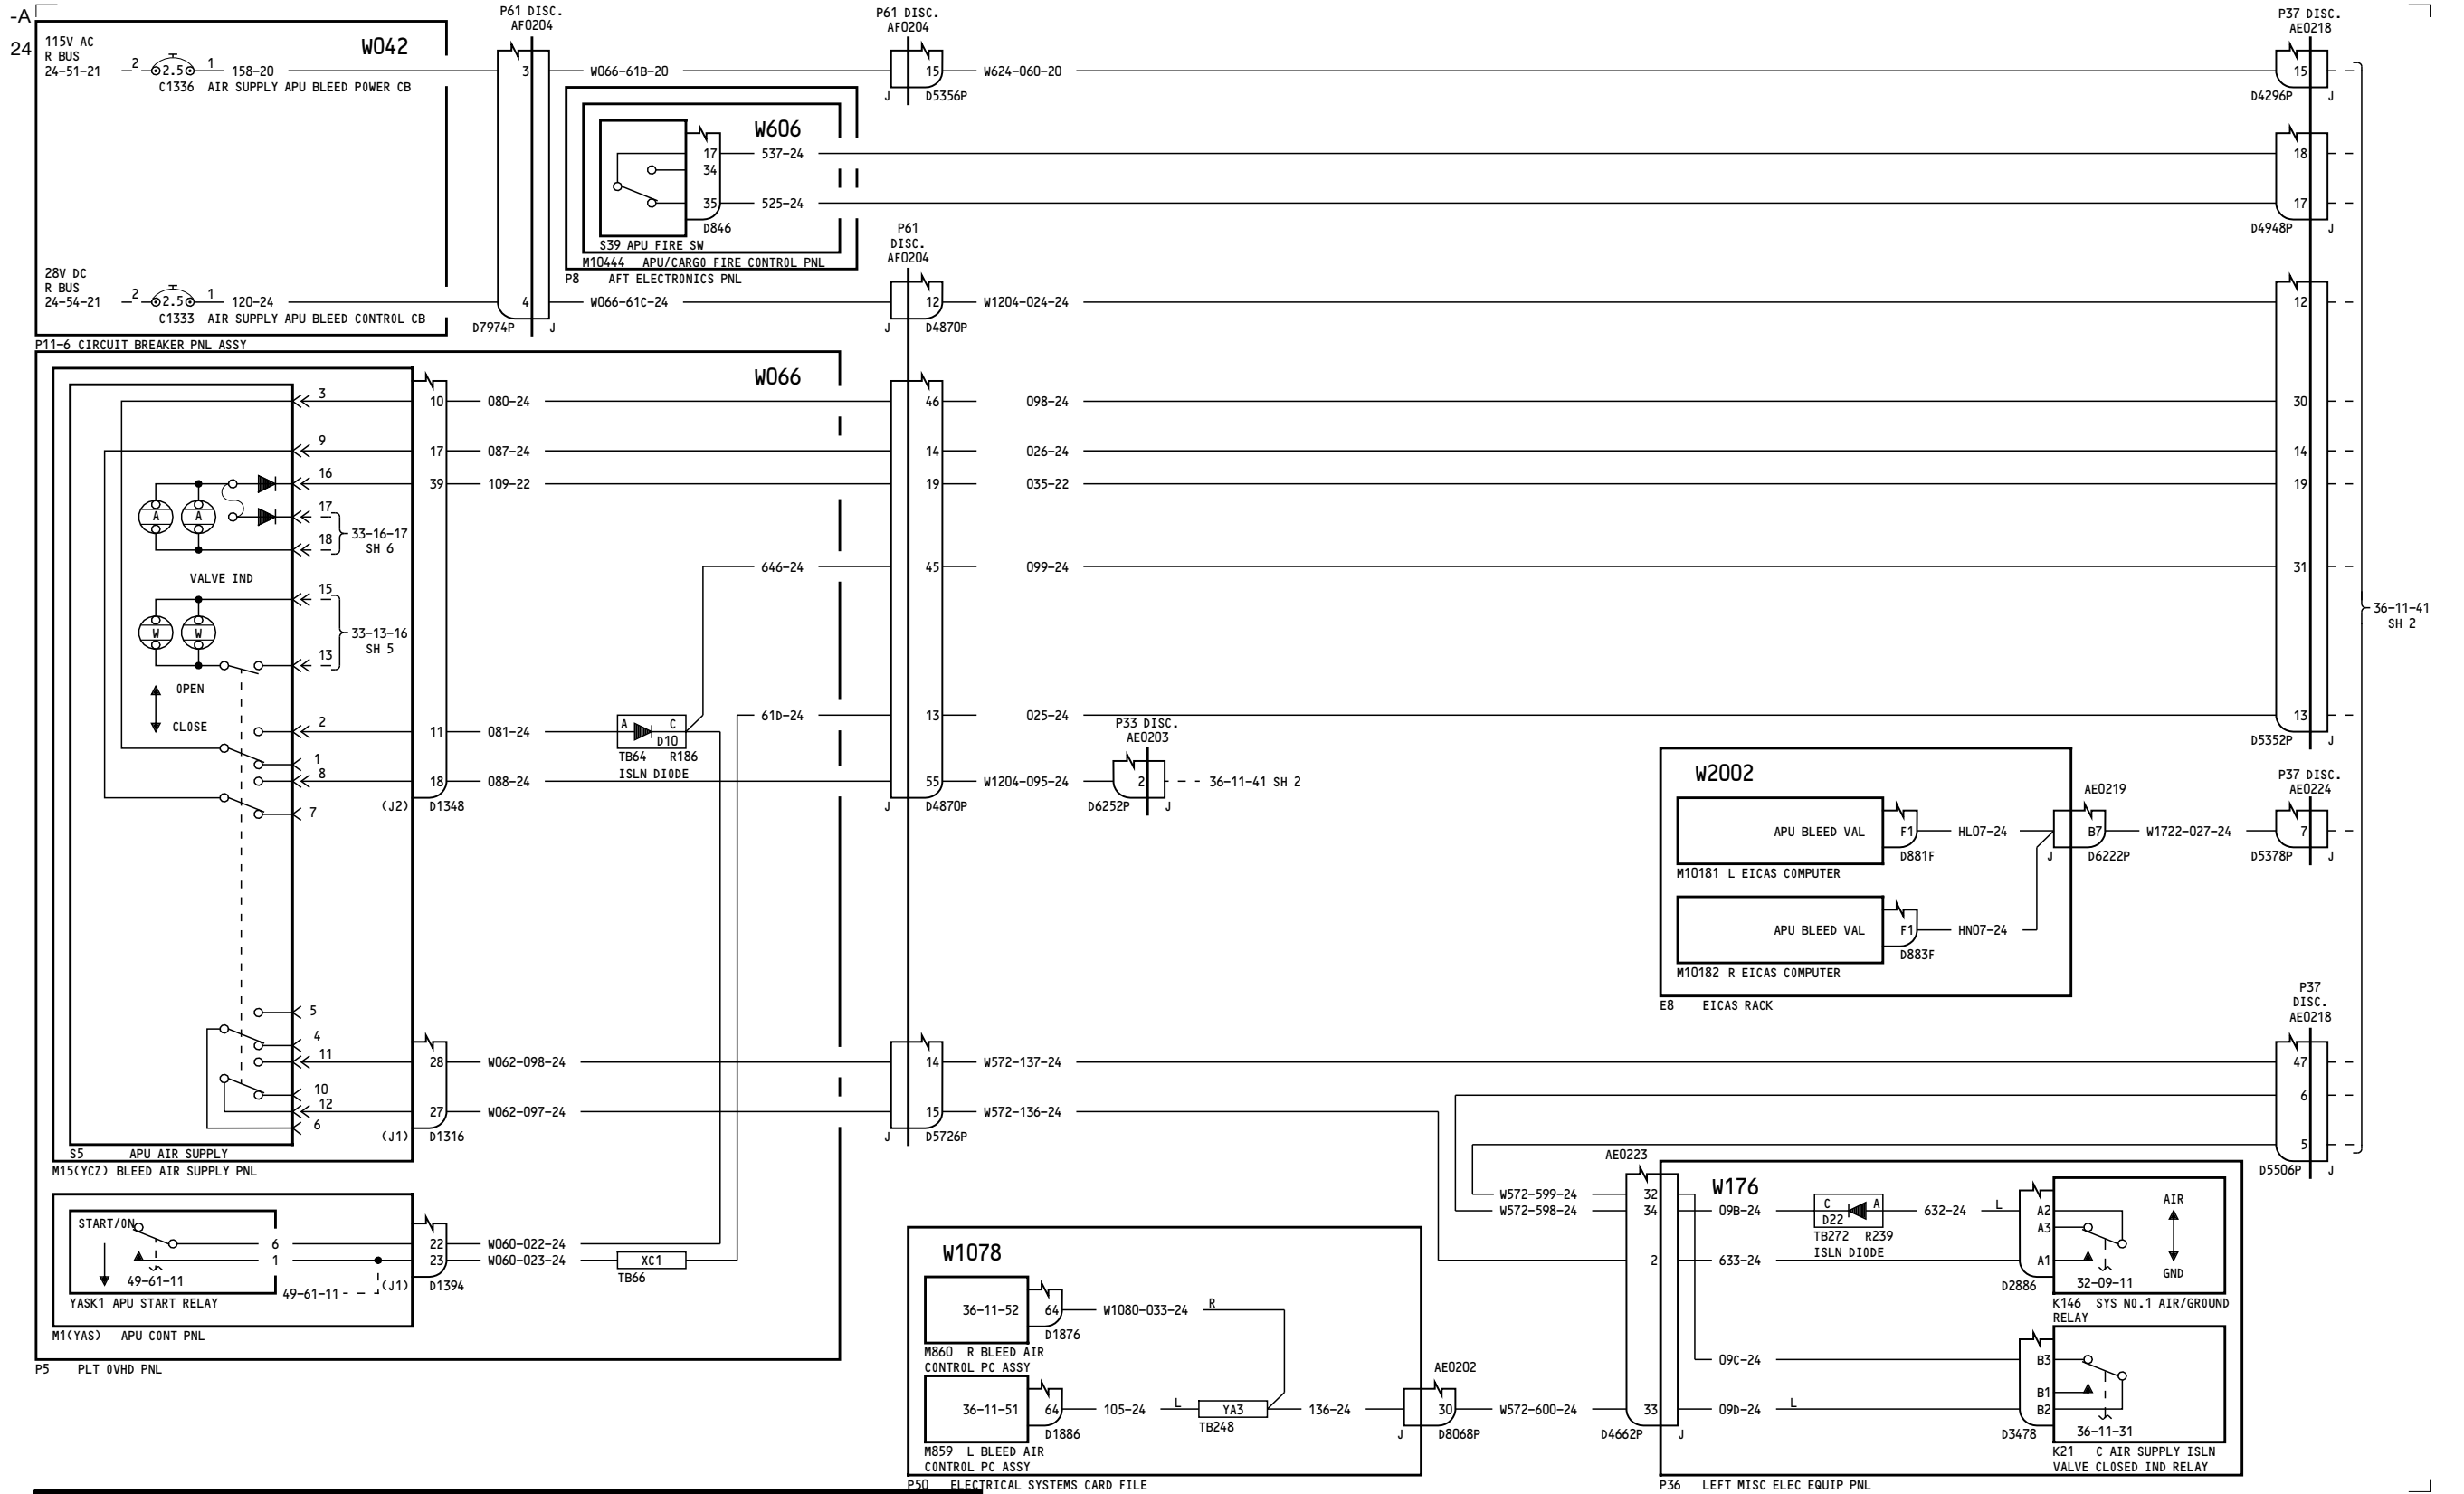 -A
24
115V AC
R BUS
24-51-21
2
2.5
1
158-20
C1336 AIR SUPPLY APU BLEED POWER CB
W042
28V DC
R BUS
24-54-21
2
2.5
1
120-24
C1333 AIR SUPPLY APU BLEED CONTROL CB
P11-6 CIRCUIT BREAKER PNL ASSY
P61 DISC.
AF0204
3
4
D7974P
J
W066-61B-20
W066-61C-24
W606
17
34
35
537-24
525-24
D846
S39 APU FIRE SW
M10444 APU/CARGO FIRE CONTROL PNL
P8 AFT ELECTRONICS PNL
P61 DISC.
AF0204
15
J
D5356P
W624-060-20
P61
DISC.
AF0204
12
J
D4870P
W1204-024-24
P37 DISC.
AE0218
15
D4296P
J
18
17
D4948P
J
12
30
14
19
31
13
D5352P
J
36-11-41
SH 2
W066
3
9
16
17
18
33-16-17
SH 6
A
A
VALVE IND
15
13
33-13-16
SH 5
W
W
OPEN
CLOSE
2
1
8
7
5
4
11
10
12
6
S5 APU AIR SUPPLY
M15(YCZ) BLEED AIR SUPPLY PNL
10
17
39
11
18
(J2)
D1348
080-24
087-24
109-22
081-24
088-24
646-24
61D-24
A
C
D10
TB64 R186
ISLN DIODE
46
14
19
45
13
55
J
D4870P
098-24
026-24
035-22
099-24
025-24
W1204-095-24
P33 DISC.
AE0203
2
D6252P
J
36-11-41 SH 2
28
27
(J1)
D1316
W062-098-24
W062-097-24
14
15
J
D5726P
W572-137-24
W572-136-24
START/ON
6
1
49-61-11
49-61-11
YASK1 APU START RELAY
M1(YAS) APU CONT PNL
22
23
(J1)
D1394
W060-022-24
W060-023-24
XC1
TB66
P5 PLT OVHD PNL
W2002
APU BLEED VAL
F1
D881F
HL07-24
M10181 L EICAS COMPUTER
APU BLEED VAL
F1
D883F
HN07-24
M10182 R EICAS COMPUTER
E8 EICAS RACK
AE0219
B7
J
D6222P
W1722-027-24
P37 DISC.
AE0224
7
D5378P
J
P37
DISC.
AE0218
47
6
5
D5506P
J
W1078
36-11-52
64
D1876
W1080-033-24
R
M860 R BLEED AIR
CONTROL PC ASSY
36-11-51
64
D1886
105-24
L
YA3
TB248
136-24
M859 L BLEED AIR
CONTROL PC ASSY
P50 ELECTRICAL SYSTEMS CARD FILE
AE0202
30
J
D8068P
W572-600-24
AE0223
W572-599-24
W572-598-24
32
34
2
33
D4662P
J
W176
09B-24
C
A
D22
TB272 R239
ISLN DIODE
632-24
L
633-24
A2
A3
A1
D2886
AIR
GND
32-09-11
K146 SYS NO.1 AIR/GROUND
RELAY
09C-24
09D-24
L
B3
B1
B2
D3478
36-11-31
K21 C AIR SUPPLY ISLN
VALVE CLOSED IND RELAY
P36 LEFT MISC ELEC EQUIP PNL